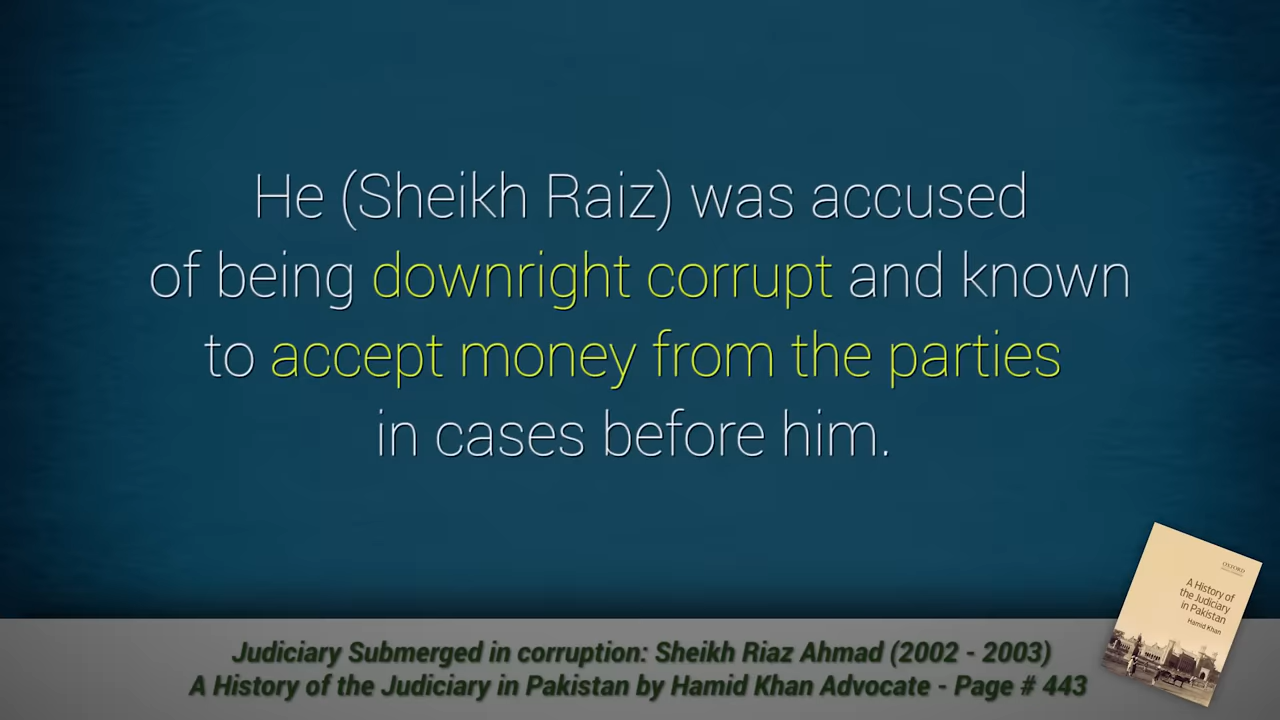 He (Sheikh Raiz) was accused
of being downright corrupt and known
to accept money from the parties
in cases before him.
OXFORD
A History of
the Judiciary
in Pakistan
Hamid Khan
Judiciary Submerged in corruption: Sheikh Riaz Ahmad (2002 - 2003)
A History of the Judiciary in Pakistan by Hamid Khan Advocate - Page # 443